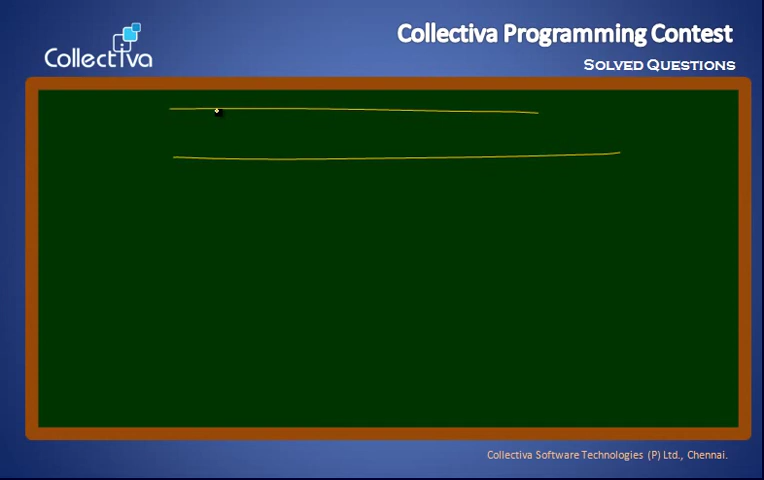 Collectiva
Collectiva Programming Contest
SOLVED QUESTIONS
Collectiva Software Technologies (P) Ltd., Chennai.